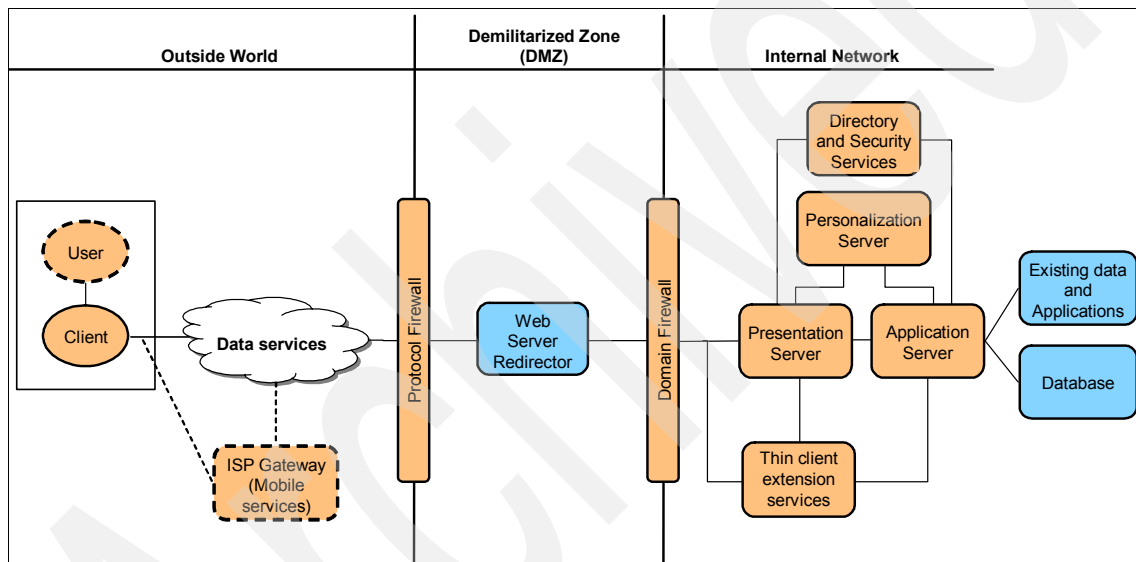 Outside World
Demilitarized Zone
(DMZ)
Internal Network
Directory
and Security
Services
Personalization
Server
User
Client
Data services
ISP Gateway
(Mobile
services)
Protocol Firewall
Web
Server
Redirector
Domain Firewall
Presentation
Server
Application
Server
Existing data
and
Applications
Database
Thin client
extension
services
Archived